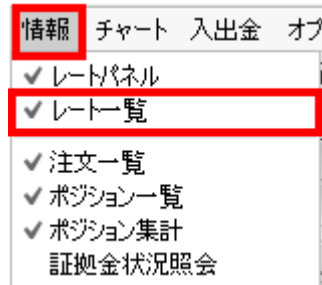 情報 チャート 入出金 オプ
レートパネル
レート一覧
注文一覧
ポジション一覧
ポジション集計
証拠金状況照会